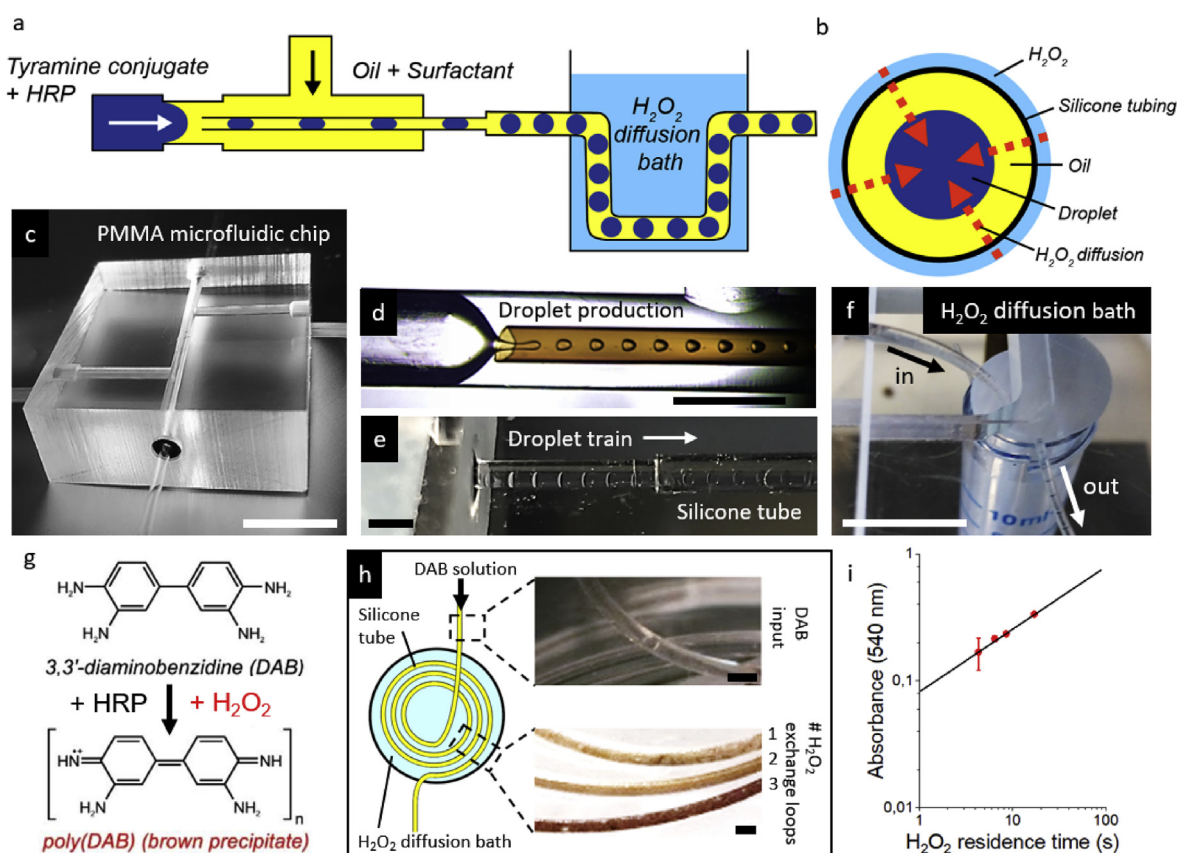 a
Tyramine conjugate
+ HRP
Oil + Surfactant
H₂O₂
diffusion
bath
b
H₂O₂
Silicone tubing
Oil
Droplet
H₂O₂ diffusion
c
PMMA microfluidic chip
d
Droplet production
e
Droplet train
Silicone tube
f
H₂O₂ diffusion bath
in
out
10ml
g
H₂N
NH₂
H₂N
NH₂
3,3'-diaminobenzidine (DAB)
+ HRP
+ H₂O₂
HN
NH
H₂N
NH₂
n
poly(DAB) (brown precipitate)
h
DAB solution
Silicone
tube
H₂O₂ diffusion bath
DAB
input
1
2
3
# H₂O₂
exchange loops
i
Absorbance (540 nm)
1
0,1
0,01
1
10
100
H₂O₂ residence time (s)